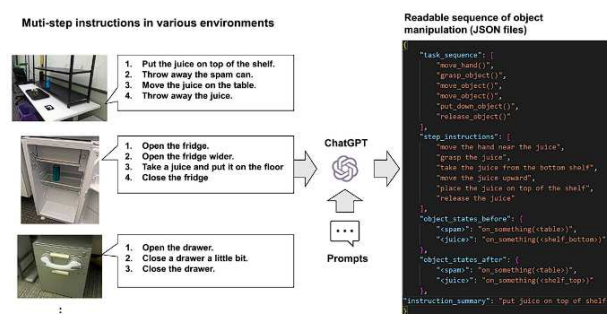 Muti-step instructions in various environments
1. Put the juice on top of the shelf.
2. Throw away the spam can.
3. Move the juice on the table.
4. Throw away the juice.
1. Open the fridge.
2. Open the fridge wider.
3. Take a juice and put it on the floor
4. Close the fridge
1. Open the drawer.
2. Close a drawer a little bit.
3. Close the drawer.
:
ChatGPT
Prompts
Readable sequence of object
manipulation (JSON files)
{
"task_sequence": [
"move_hand()",
"grasp_object()",
"move_object()",
"move_object()",
"put_down_object()",
"release_object()"
],
"step_instructions": [
"move the hand near the juice",
"grasp the juice",
"take the juice from the bottom shelf",
"move the juice upward",
"place the juice on top of the shelf",
"release the juice"
],
"object_states_before": {
"<spam>": "on_something(<table>)",
"<juice>": "on_something(<shelf_bottom>)"
},
"object_states_after": {
"<spam>": "on_something(<table>)",
"<juice>": "on_something(<shelf_top>)"
},
"instruction_summary": "put juice on top of shelf
}